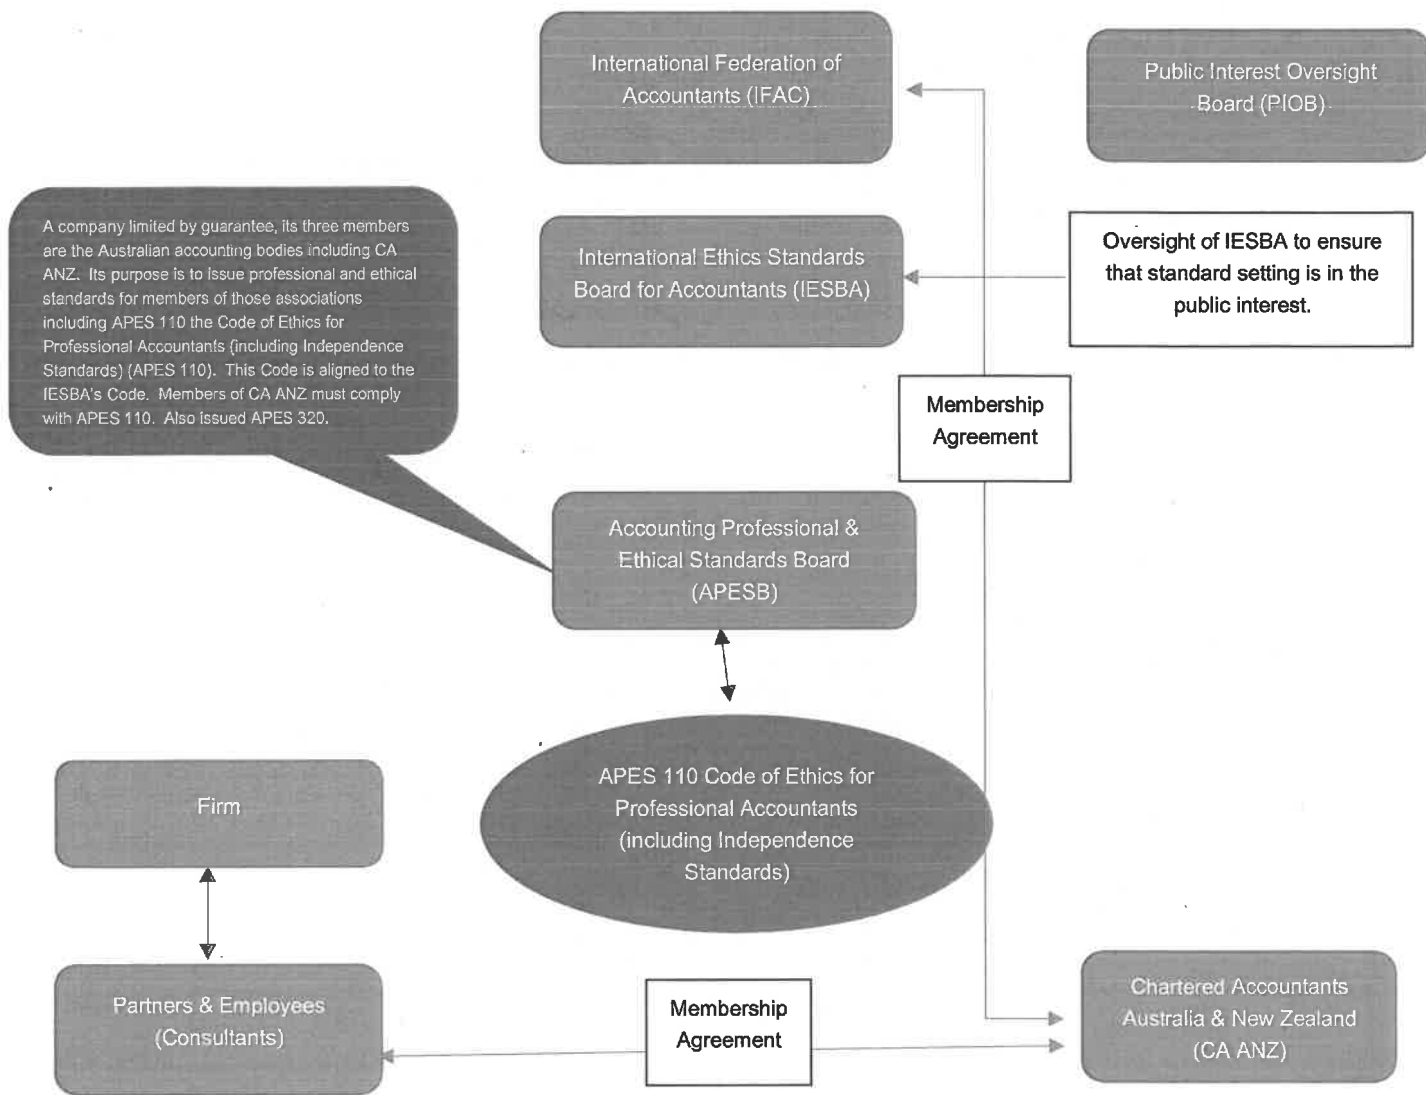 International Federation of
Accountants (IFAC)
Public Interest Oversight
Board (PIOB)
A company limited by guarantee, its three members
are the Australian accounting bodies including CA
ANZ. Its purpose is to issue professional and ethical
standards for members of those associations
including APES 110 the Code of Ethics for
Professional Accountants (including Independence
Standards) (APES 110). This Code is aligned to the
IESBA's Code. Members of CA ANZ must comply
with APES 110. Also issued APES 320.
International Ethics Standards
Board for Accountants (IESBA)
Oversight of IESBA to ensure
that standard setting is in the
public interest.
Membership
Agreement
Accounting Professional &
Ethical Standards Board
(APESB)
APES 110 Code of Ethics for
Professional Accountants
(including Independence
Standards)
Firm
Partners & Employees
(Consultants)
Membership
Agreement
Chartered Accountants
Australia & New Zealand
(CA ANZ)